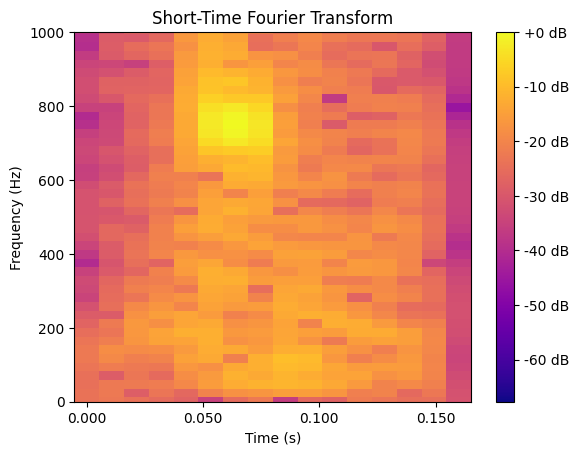 Short-Time Fourier Transform
1000
800
600
400
200
0
Frequency (Hz)
0.000
0.050
0.100
0.150
Time (s)
+0 dB
-10 dB
-20 dB
-30 dB
-40 dB
-50 dB
-60 dB